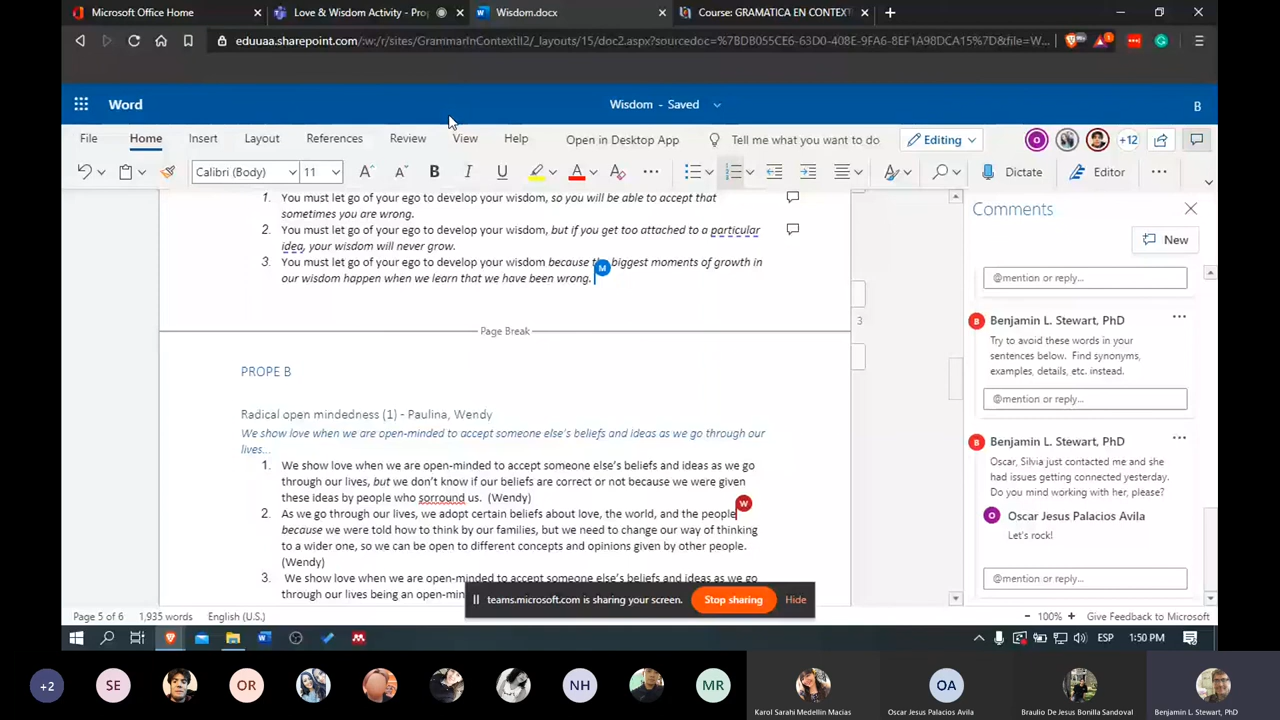 Microsoft Office Home
Love & Wisdom Activity - Pro
Wisdom.docx
Course: GRAMATICA EN CONTEXT
eduuaa.sharepoint.com/:w:/r/sites/GrammarInContextII2/_layouts/15/doc2.aspx?sourcedoc=%7BDB055CE6-63D0-408E-9FA6-8EF1A98DCA15%7D&file=W...
Word
Wisdom - Saved
B
File Home Insert Layout References Review View Help Open in Desktop App Tell me what you want to do Editing O +12
Calibri (Body) 11 Dictate Editor
1. You must let go of your ego to develop your wisdom, so you will be able to accept that
sometimes you are wrong.
2. You must let go of your ego to develop your wisdom, but if you get too attached to a particular
idea, your wisdom will never grow.
3. You must let go of your ego to develop your wisdom because the biggest moments of growth in
our wisdom happen when we learn that we have been wrong.
M
Page Break
3
PROPE B
Radical open mindedness (1) - Paulina, Wendy
We show love when we are open-minded to accept someone else's beliefs and ideas as we go through our
lives...
1. We show love when we are open-minded to accept someone else's beliefs and ideas as we go
through our lives, but we don't know if our beliefs are correct or not because we were given
these ideas by people who sorround us. (Wendy)
W
2. As we go through our lives, we adopt certain beliefs about love, the world, and the people
because we were told how to think by our families, but we need to change our way of thinking
to a wider one, so we can be open to different concepts and opinions given by other people.
(Wendy)
3. We show love when we are open-minded to accept someone else's beliefs and ideas as we go
through our lives being an open-min
Comments
New
@mention or reply...
B Benjamin L. Stewart, PhD
Try to avoid these words in your
sentences below. Find synonyms,
examples, details, etc. instead.
@mention or reply...
B Benjamin L. Stewart, PhD
Oscar, Silvia just contacted me and she
had issues getting connected yesterday.
Do you mind working with her, please?
O Oscar Jesus Palacios Avila
Let's rock!
@mention or reply...
teams.microsoft.com is sharing your screen. Stop sharing Hide
Page 5 of 6 1,935 words English (U.S.) 100% Give Feedback to Microsoft
ESP 1:50 PM
+2 SE OR NH MR OA
Karol Sarahi Medellin Macias Oscar Jesus Palacios Avila Braulio De Jesus Bonilla Sandoval Benjamin L. Stewart, PhD